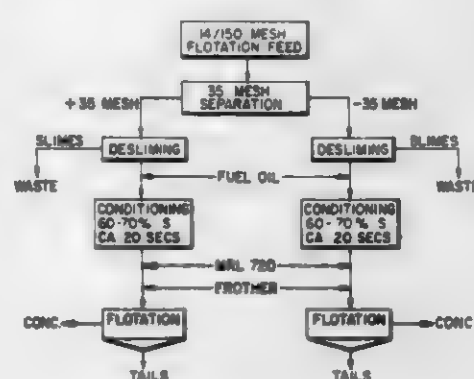 14/150 MESH
FLOTATION FEED
35 MESH
SEPARATION
+35 MESH
-35 MESH
SLIMES
DESLIMING
DESLIMING
SLIMES
WASTE
FUEL OIL
WASTE
CONDITIONING
60-70% S
CA 20 SECS
CONDITIONING
60-70% S
CA 20 SECS
MRL 720
FROTHER
CONC.
FLOTATION
FLOTATION
CONC
TAILS
TAILS